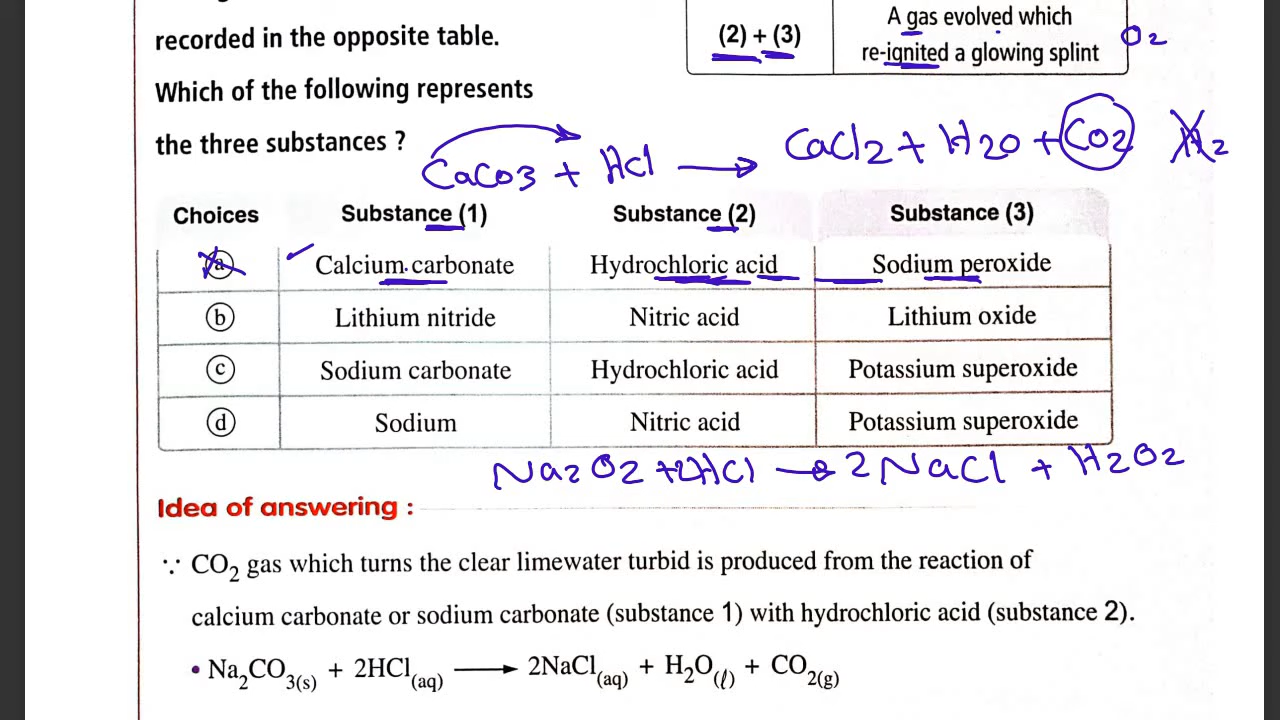 recorded in the opposite table.
Which of the following represents
the three substances ?
(2) + (3)
A gas evolved which
re-ignited a glowing splint
O2
CaCO3 + HCl → CaCl2 + H2O + CO2 H2
Choices Substance (1) Substance (2) Substance (3)
ⓐ Calcium carbonate Hydrochloric acid Sodium peroxide
ⓑ Lithium nitride Nitric acid Lithium oxide
ⓒ Sodium carbonate Hydrochloric acid Potassium superoxide
ⓓ Sodium Nitric acid Potassium superoxide
Na2O2 + 2HCl → 2NaCl + H2O2
Idea of answering :
∵ CO₂ gas which turns the clear limewater turbid is produced from the reaction of
calcium carbonate or sodium carbonate (substance 1) with hydrochloric acid (substance 2).
• Na₂CO₃(s) + 2HCl(aq) → 2NaCl(aq) + H₂O(ℓ) + CO₂(g)